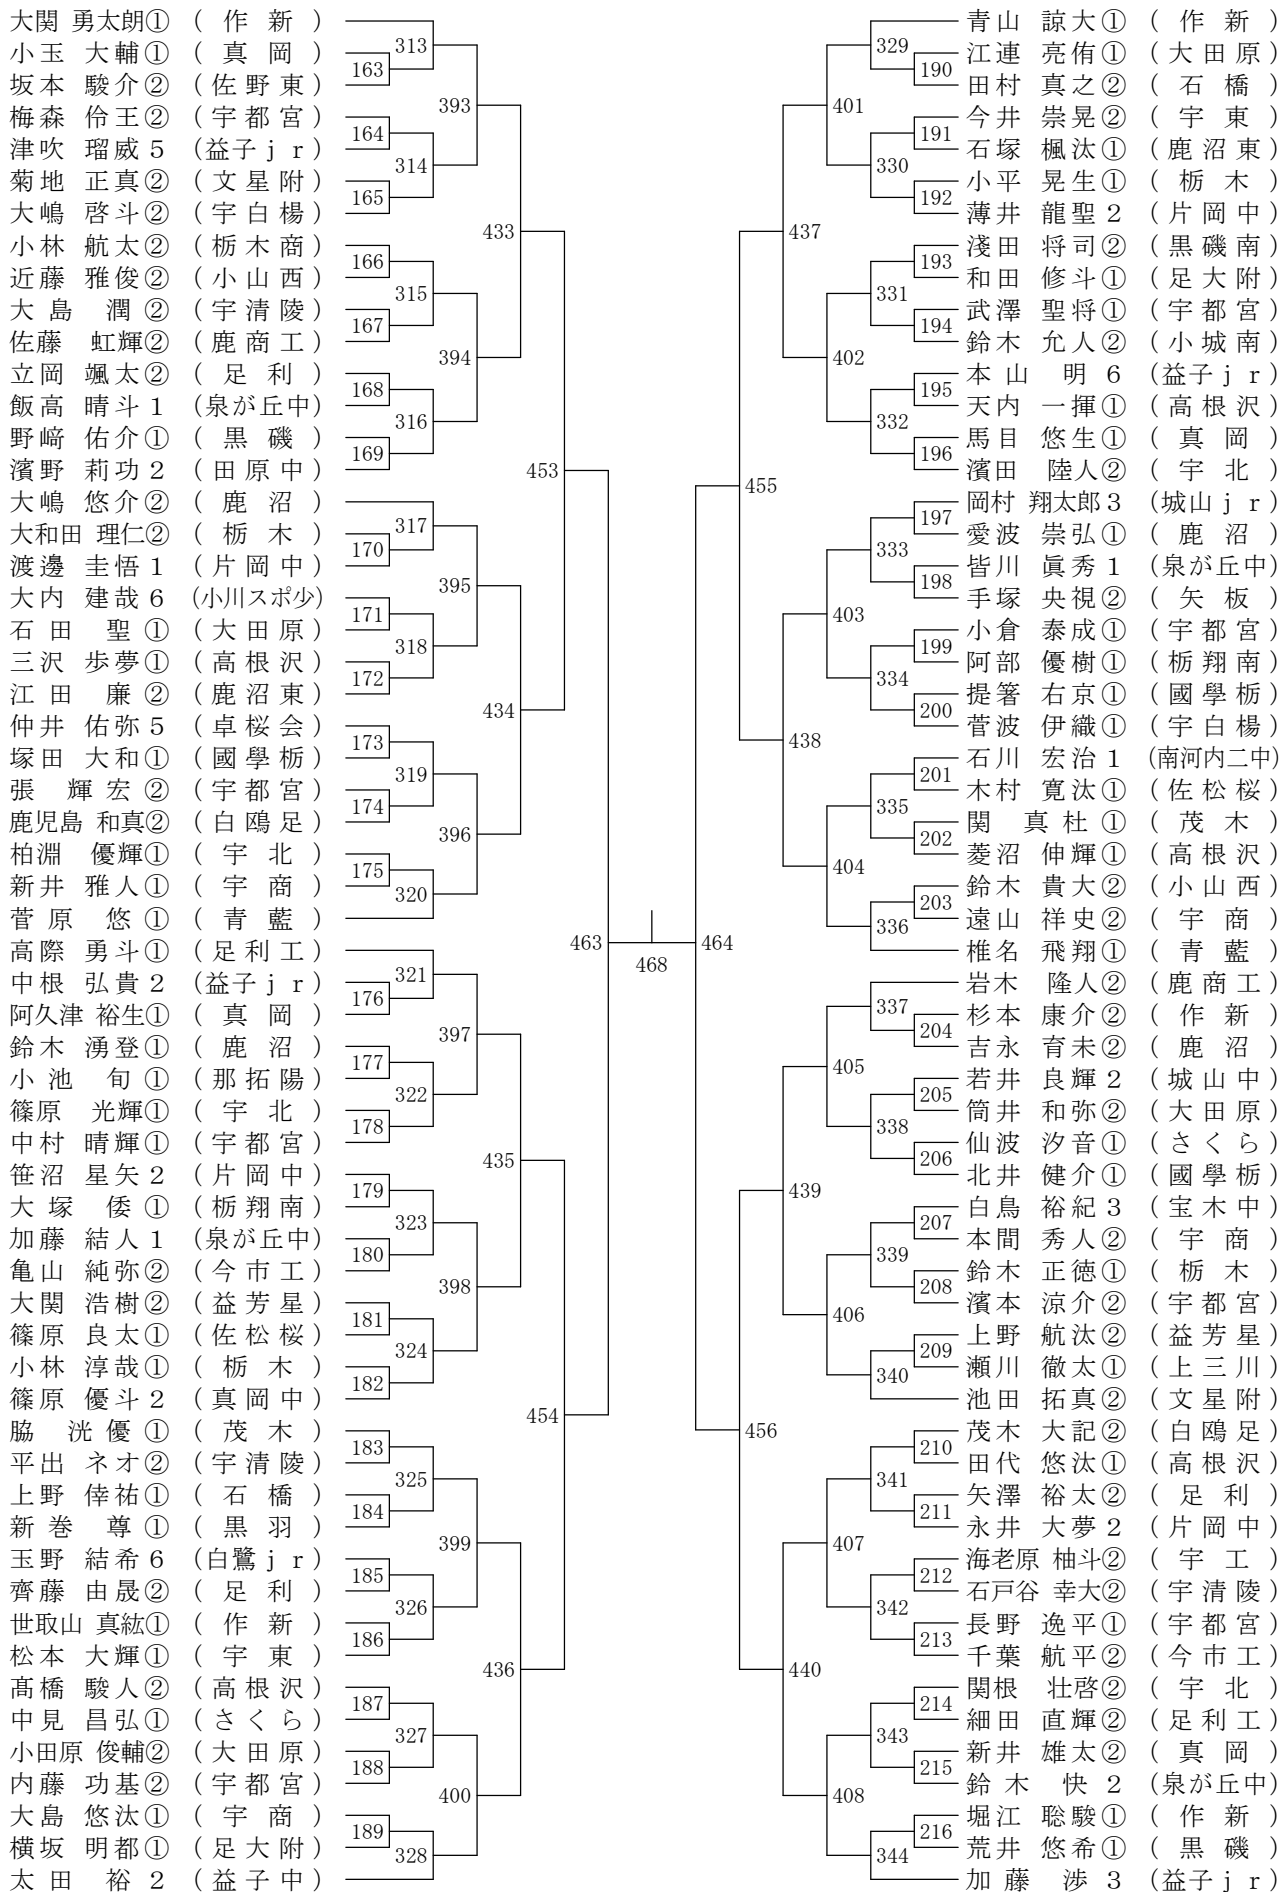 大関 勇太朗① （ 作 新 ）
小玉 大輔① （ 真 岡 ）
坂本 駿介② （ 佐 野 東 ）
梅森 伶王② （ 宇 都 宮 ）
津吹 瑠威５ （益子ｊｒ）
菊地 正真② （ 文 星 附 ）
大嶋 啓斗② （ 宇 白 楊 ）
小林 航太② （ 栃 木 商 ）
近藤 雅俊② （ 小 山 西 ）
大島 潤② （ 宇 清 陵 ）
佐藤 虹輝② （ 鹿 商 工 ）
立岡 颯太② （ 足 利 ）
飯高 晴斗１ （泉が丘中）
野﨑 佑介① （ 黒 磯 ）
濱野 莉功２ （ 田 原 中 ）
大嶋 悠介② （ 鹿 沼 ）
大和田 理仁② （ 栃 木 ）
渡邊 圭悟１ （ 片 岡 中 ）
大内 建哉６ （小川スポ少）
石田 聖① （ 大 田 原 ）
三沢 歩夢① （ 高 根 沢 ）
江田 廉② （ 鹿 沼 東 ）
仲井 佑弥５ （ 卓 桜 会 ）
塚田 大和① （ 國 學 栃 ）
張 輝宏② （ 宇 都 宮 ）
鹿児島 和真② （ 白 鴎 足 ）
柏淵 優輝① （ 宇 北 ）
新井 雅人① （ 宇 商 ）
菅原 悠① （ 青 藍 ）
高際 勇斗① （ 足 利 工 ）
中根 弘貴２ （益子ｊｒ）
阿久津 裕生① （ 真 岡 ）
鈴木 湧登① （ 鹿 沼 ）
小池 旬① （ 那 拓 陽 ）
篠原 光輝① （ 宇 北 ）
中村 晴輝① （ 宇 都 宮 ）
笹沼 星矢２ （ 片 岡 中 ）
大塚 倭① （ 栃 翔 南 ）
加藤 結人１ （泉が丘中）
亀山 純弥② （ 今 市 工 ）
大関 浩樹② （ 益 芳 星 ）
篠原 良太① （ 佐 松 桜 ）
小林 淳哉① （ 栃 木 ）
篠原 優斗２ （ 真 岡 中 ）
脇 洸優① （ 茂 木 ）
平出 ネオ② （ 宇 清 陵 ）
上野 倖祐① （ 石 橋 ）
新巻 尊① （ 黒 羽 ）
玉野 結希６ （白鷺ｊｒ）
齊藤 由晟② （ 足 利 ）
世取山 真紘① （ 作 新 ）
松本 大輝① （ 宇 東 ）
髙橋 駿人② （ 高 根 沢 ）
中見 昌弘① （ さ く ら ）
小田原 俊輔② （ 大 田 原 ）
内藤 功基② （ 宇 都 宮 ）
大島 悠汰① （ 宇 商 ）
横坂 明都① （ 足 大 附 ）
太田 裕２ （ 益 子 中 ）
163
164
165
166
167
168
169
170
171
172
173
174
175
176
177
178
179
180
181
182
183
184
185
186
187
188
189
313
314
315
316
317
318
319
320
321
322
323
324
325
326
327
328
393
394
395
396
397
398
399
400
433
434
435
436
453
454
463
468
464
455
456
437
438
439
440
401
402
403
404
405
406
407
408
329
330
331
332
333
334
335
336
337
338
339
340
341
342
343
344
190
191
192
193
194
195
196
197
198
199
200
201
202
203
204
205
206
207
208
209
210
211
212
213
214
215
216
青山 諒大① （ 作 新 ）
江連 亮侑① （ 大 田 原 ）
田村 真之② （ 石 橋 ）
今井 崇晃② （ 宇 東 ）
石塚 楓汰① （ 鹿 沼 東 ）
小平 晃生① （ 栃 木 ）
薄井 龍聖２ （ 片 岡 中 ）
淺田 将司② （ 黒 磯 南 ）
和田 修斗① （ 足 大 附 ）
武澤 聖将① （ 宇 都 宮 ）
鈴木 允人② （ 小 城 南 ）
本山 明６ （益子ｊｒ）
天内 一揮① （ 高 根 沢 ）
馬目 悠生① （ 真 岡 ）
濱田 陸人② （ 宇 北 ）
岡村 翔太郎３ （城山ｊｒ）
愛波 崇弘① （ 鹿 沼 ）
皆川 眞秀１ （泉が丘中）
手塚 央視② （ 矢 板 ）
小倉 泰成① （ 宇 都 宮 ）
阿部 優樹① （ 栃 翔 南 ）
提箸 右京① （ 國 學 栃 ）
菅波 伊織① （ 宇 白 楊 ）
石川 宏治１ （南河内二中）
木村 寛汰① （ 佐 松 桜 ）
関 真杜① （ 茂 木 ）
菱沼 伸輝① （ 高 根 沢 ）
鈴木 貴大② （ 小 山 西 ）
遠山 祥史② （ 宇 商 ）
椎名 飛翔① （ 青 藍 ）
岩木 隆人② （ 鹿 商 工 ）
杉本 康介② （ 作 新 ）
吉永 育未② （ 鹿 沼 ）
若井 良輝２ （ 城 山 中 ）
筒井 和弥② （ 大 田 原 ）
仙波 汐音① （ さ く ら ）
北井 健介① （ 國 學 栃 ）
白鳥 裕紀３ （ 宝 木 中 ）
本間 秀人② （ 宇 商 ）
鈴木 正徳① （ 栃 木 ）
濱本 涼介② （ 宇 都 宮 ）
上野 航汰② （ 益 芳 星 ）
瀬川 徹太① （ 上 三 川 ）
池田 拓真② （ 文 星 附 ）
茂木 大記② （ 白 鴎 足 ）
田代 悠汰① （ 高 根 沢 ）
矢澤 裕太② （ 足 利 ）
永井 大夢２ （ 片 岡 中 ）
海老原 柚斗② （ 宇 工 ）
石戸谷 幸大② （ 宇 清 陵 ）
長野 逸平① （ 宇 都 宮 ）
千葉 航平② （ 今 市 工 ）
関根 壮啓② （ 宇 北 ）
細田 直輝② （ 足 利 工 ）
新井 雄太② （ 真 岡 ）
鈴木 快２ （泉が丘中）
堀江 聡駿① （ 作 新 ）
荒井 悠希① （ 黒 磯 ）
加藤 渉３ （益子ｊｒ）